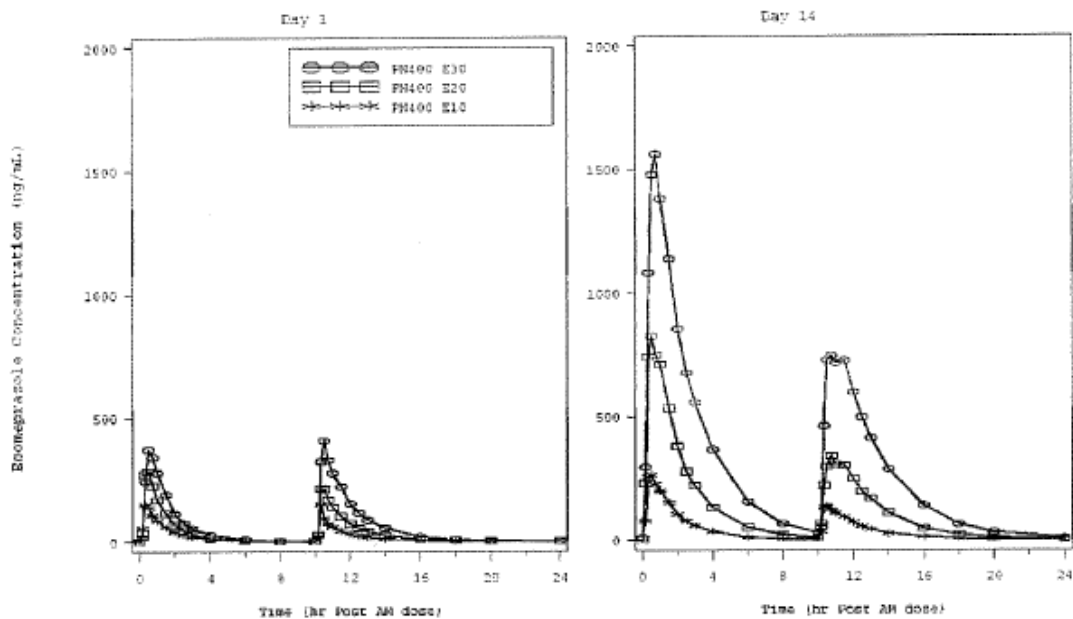 Day 1
Day 14
2000
1500
1000
500
0
PN400 E30
PN400 E20
PN400 E10
2000
1500
1000
500
0
Esomeprazole Concentration (ng/mL)
0 4 8 12 16 20 24
0 4 8 12 16 20 24
Time (hr Post AM dose)
Time (hr Post AM dose)